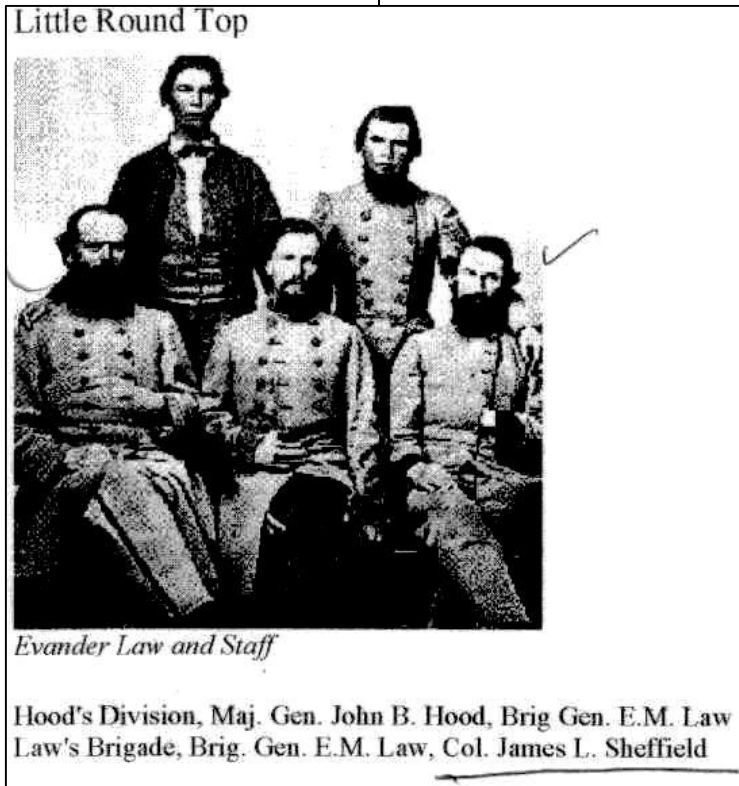 Little Round Top
Evander Law and Staff
Hood's Division, Maj. Gen. John B. Hood, Brig Gen. E.M. Law
Law's Brigade, Brig. Gen. E.M. Law, Col. James L. Sheffield